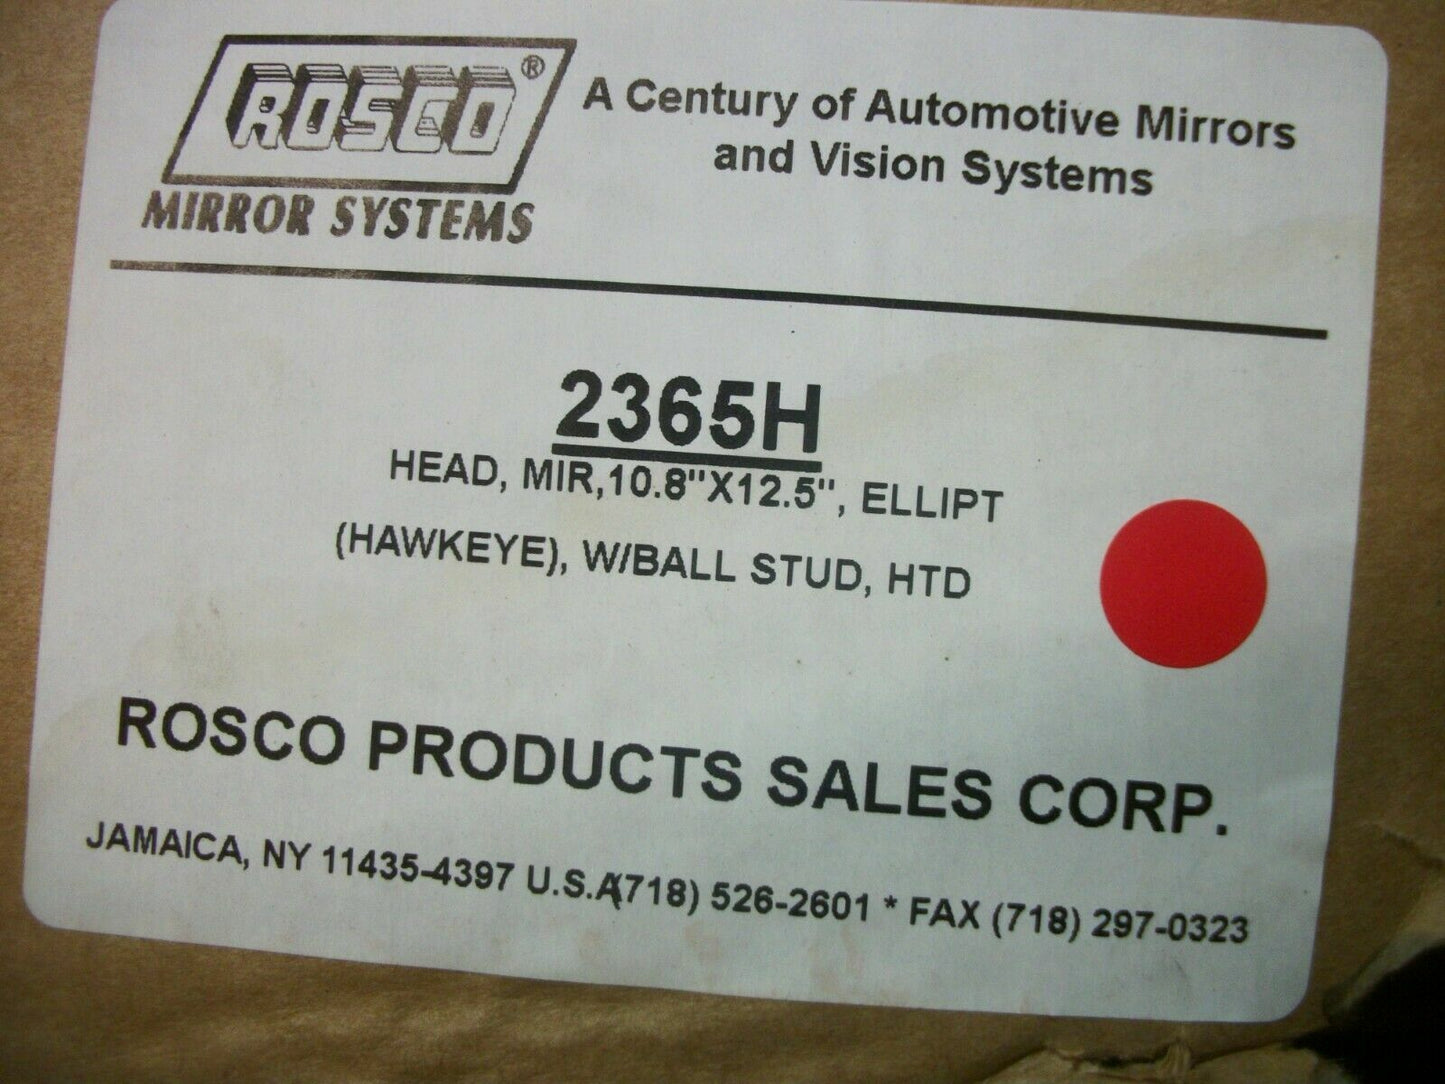 ROSCO®
MIRROR SYSTEMS
A Century of Automotive Mirrors
and Vision Systems
2365H
HEAD, MIR,10.8"X12.5", ELLIPT
(HAWKEYE), W/BALL STUD, HTD
ROSCO PRODUCTS SALES CORP.
JAMAICA, NY 11435-4397 U.S.A(718) 526-2601 * FAX (718) 297-0323